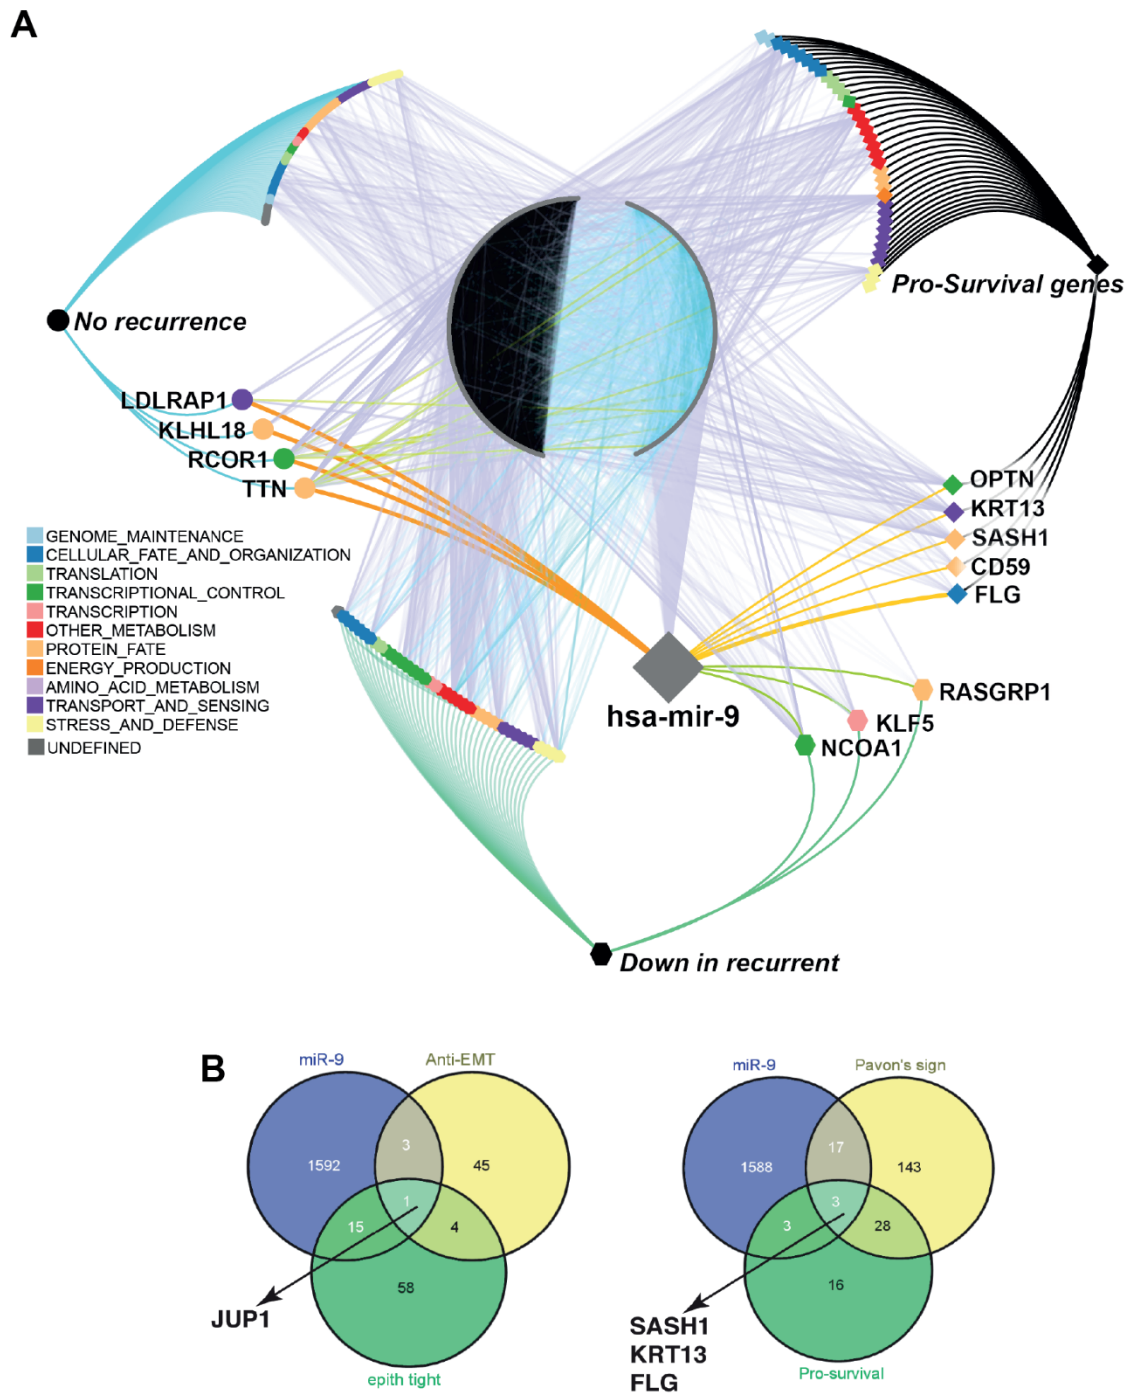 A
Pro-Survival genes
No recurrence
LDLRAP1
KLHL18
RCOR1
TTN
OPTN
KRT13
SASH1
CD59
FLG
GENOME_MAINTENANCE
CELLULAR_FATE_AND_ORGANIZATION
TRANSLATION
TRANSCRIPTIONAL_CONTROL
TRANSCRIPTION
OTHER_METABOLISM
PROTEIN_FATE
ENERGY_PRODUCTION
AMINO_ACID_METABOLISM
TRANSPORT_AND_SENSING
STRESS_AND_DEFENSE
UNDEFINED
hsa-mir-9
RASGRP1
KLF5
NCOA1
Down in recurrent
B
miR-9
Anti-EMT
3
1592
45
1
15
4
58
JUP1
epith tight
miR-9
Pavon's sign
17
1588
143
3
3
28
16
SASH1
KRT13
FLG
Pro-survival